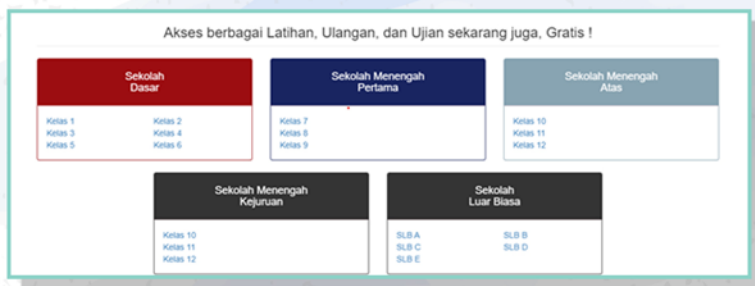 Akses berbagai Latihan, Ulangan, dan Ujian sekarang juga, Gratis !
Sekolah
Dasar
Kelas 1 Kelas 2
Kelas 3 Kelas 4
Kelas 5 Kelas 6
Sekolah Menengah
Pertama
Kelas 7
Kelas 8
Kelas 9
Sekolah Menengah
Atas
Kelas 10
Kelas 11
Kelas 12
Sekolah Menengah
Kejuruan
Kelas 10
Kelas 11
Kelas 12
Sekolah
Luar Biasa
SLB A SLB B
SLB C SLB D
SLB E